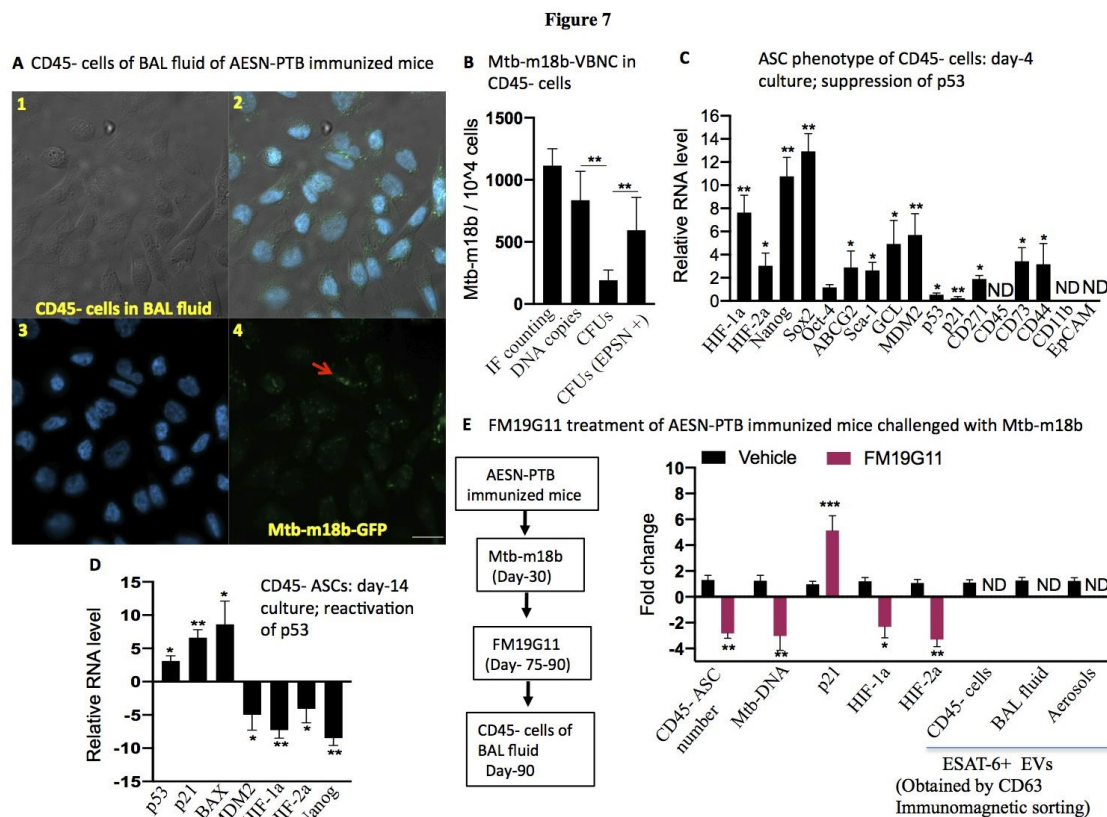 Figure 7
A CD45- cells of BAL fluid of AESN-PTB immunized mice
1
2
CD45- cells in BAL fluid
3
4
Mtb-m18b-GFP
B Mtb-m18b-VBNC in
CD45- cells
Mtb-m18b / 10^4 cells
1500
1000
500
0
**
**
IF counting
DNA copies
CFUs
CFUs (EPSN +)
C ASC phenotype of CD45- cells: day-4
culture; suppression of p53
Relative RNA level
16
14
12
10
8
6
4
2
0
** * ** ** * * * ** * ** * ND * * ND ND
HIF-1a
HIF-2a
Nanog
Sox2
Oct-4
ABCG2
Sca-1
GCL
MDM2
p53
p21
CD271
CD45
CD73
CD44
CD11b
EpCAM
D CD45- ASCs: day-14
culture; reactivation
of p53
Relative RNA level
15
10
5
0
-5
-10
-15
* ** * * ** * **
p53
p21
BAX
MDM2
HIF-1a
HIF-2a
Nanog
E FM19G11 treatment of AESN-PTB immunized mice challenged with Mtb-m18b
AESN-PTB
immunized mice
Mtb-m18b
(Day-30)
FM19G11
(Day- 75-90)
CD45- cells of
BAL fluid
Day-90
Vehicle
FM19G11
Fold change
10
8
6
4
2
0
-2
-4
** ** *** * ** ND ND ND
CD45- ASC
number
Mtb-DNA
p21
HIF-1a
HIF-2a
CD45- cells
BAL fluid
Aerosols
ESAT-6+ EVs
(Obtained by CD63
Immunomagnetic sorting)